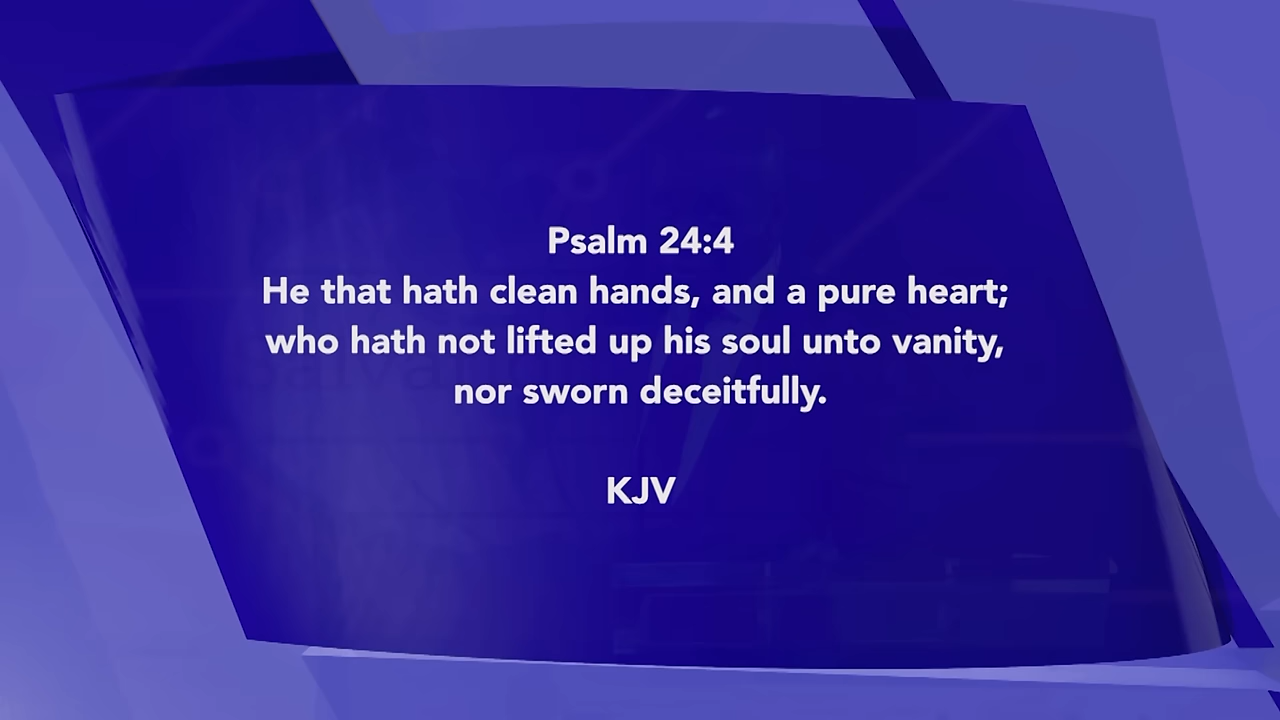 Psalm 24:4
He that hath clean hands, and a pure heart;
who hath not lifted up his soul unto vanity,
nor sworn deceitfully.
KJV